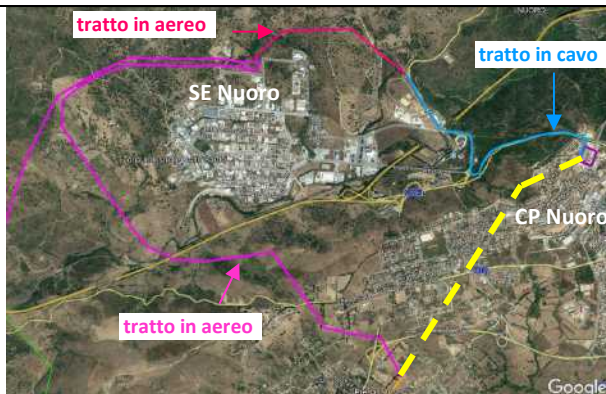 tratto in aereo
tratto in cavo
SE Nuoro
CP Nuoro
tratto in aereo
Google